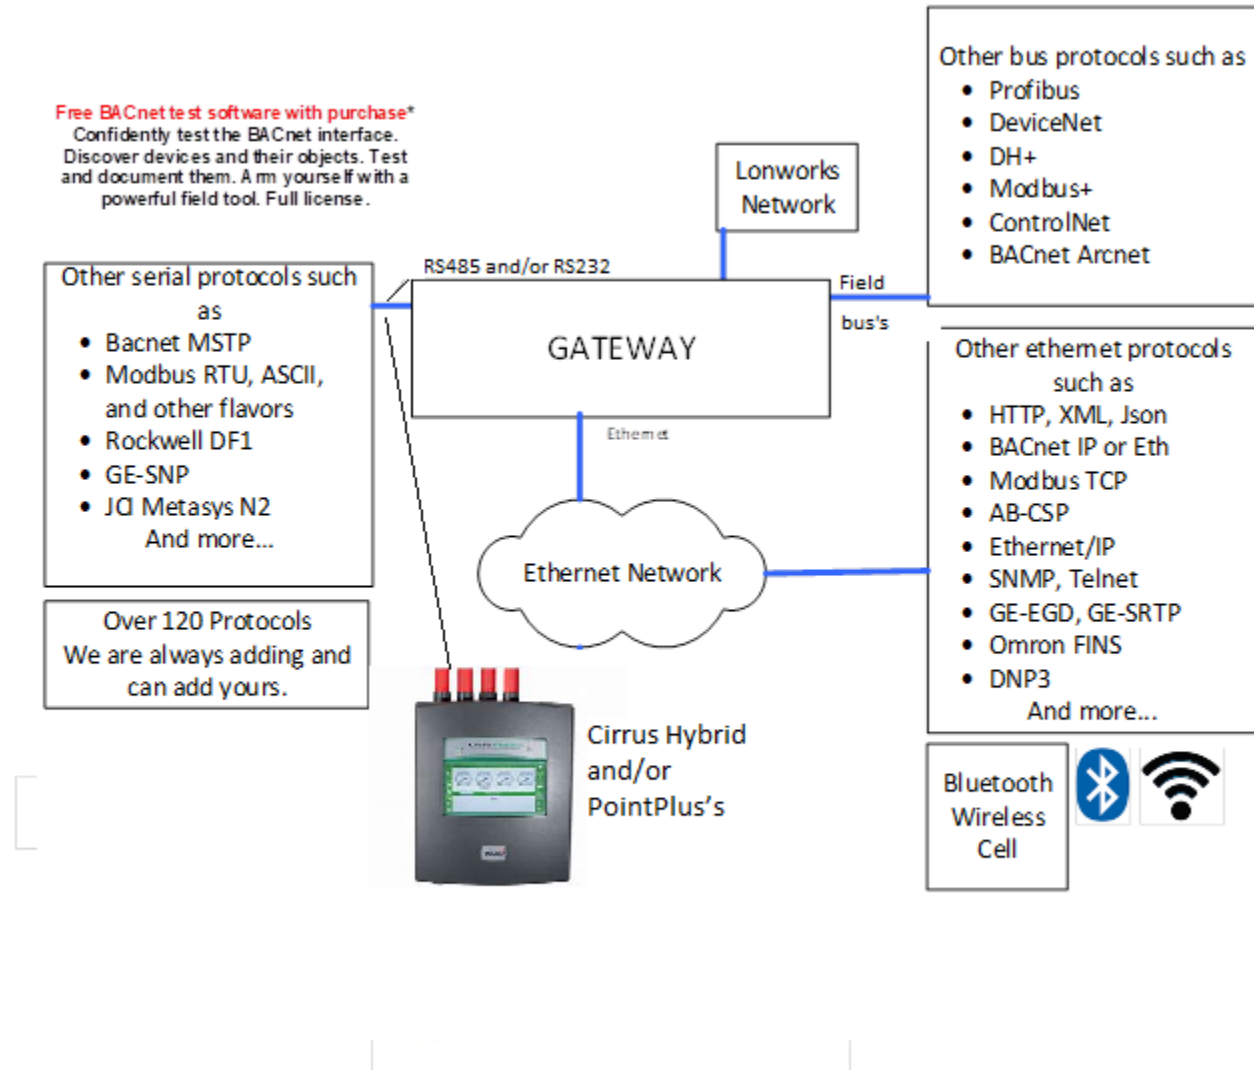 Free BACnet test software with purchase*
Confidently test the BACnet interface.
Discover devices and their objects. Test
and document them. Arm yourself with a
powerful field tool. Full license.
Other bus protocols such as
• Profibus
• DeviceNet
• DH+
• Modbus+
• ControlNet
• BACnet Arcnet
Lonworks
Network
RS485 and/or RS232
Field
bus's
GATEWAY
Ethernet
Other serial protocols such
as
• Bacnet MSTP
• Modbus RTU, ASCII,
and other flavors
• Rockwell DF1
• GE-SNP
• JCI Metasys N2
And more...
Over 120 Protocols
We are always adding and
can add yours.
Ethernet Network
Other ethernet protocols
such as
• HTTP, XML, Json
• BACnet IP or Eth
• Modbus TCP
• AB-CSP
• Ethernet/IP
• SNMP, Telnet
• GE-EGD, GE-SRTP
• Omron FINS
• DNP3
And more...
Cirrus Hybrid
and/or
PointPlus's
Bluetooth
Wireless
Cell